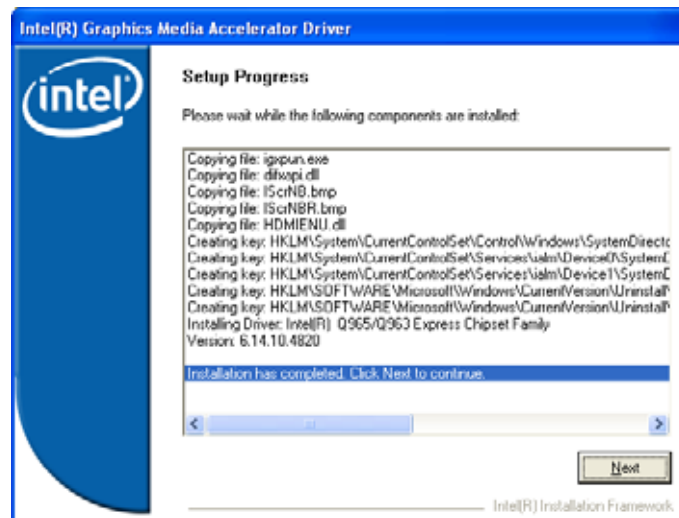 Intel(R) Graphics Media Accelerator Driver
intel
Setup Progress
Please wait while the following components are installed:
Copying file: igxpun.exe
Copying file: difxapi.dll
Copying file: IScrNB.bmp
Copying file: IScrNBR.bmp
Copying file: HDMIENU.dll
Creating key: HKLM\System\CurrentControlSet\Control\Windows\SystemDirecto
Creating key: HKLM\System\CurrentControlSet\Services\ialm\Device0\SystemD
Creating key: HKLM\System\CurrentControlSet\Services\ialm\Device1\SystemD
Creating key: HKLM\SOFTWARE\Microsoft\Windows\CurrentVersion\Uninstall\
Creating key: HKLM\SOFTWARE\Microsoft\Windows\CurrentVersion\Uninstall\
Installing Driver: Intel(R) Q965/Q963 Express Chipset Family
Version: 6.14.10.4820
Installation has completed. Click Next to continue.
Next
Intel(R) Installation Framework